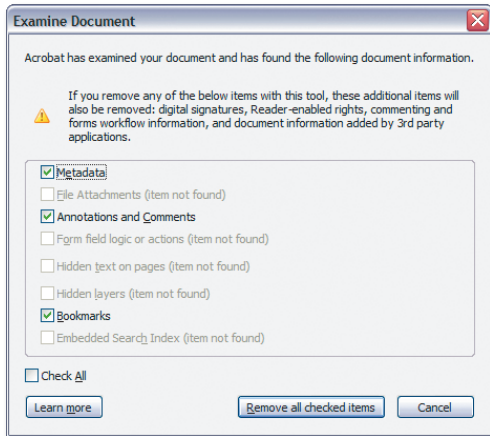 Examine Document
Acrobat has examined your document and has found the following document information.
If you remove any of the below items with this tool, these additional items will
also be removed: digital signatures, Reader-enabled rights, commenting and
forms workflow information, and document information added by 3rd party
applications.
Metadata
File Attachments (item not found)
Annotations and Comments
Form field logic or actions (item not found)
Hidden text on pages (item not found)
Hidden layers (item not found)
Bookmarks
Embedded Search Index (item not found)
Check All
Learn more
Remove all checked items
Cancel